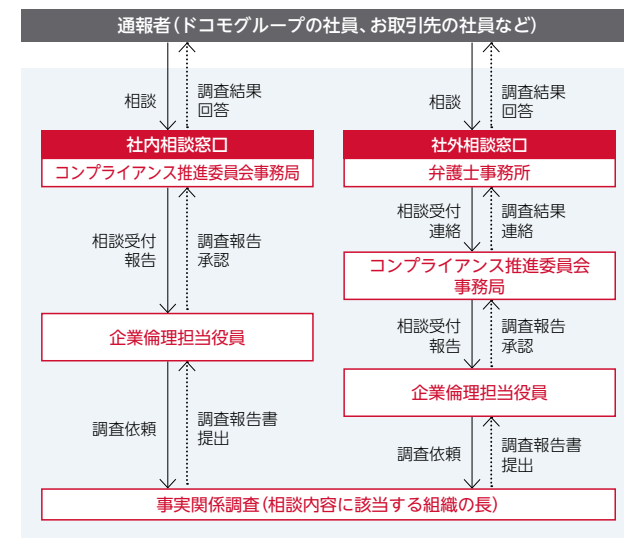 通報者(ドコモグループの社員、お取引先の社員など)
相談
調査結果
回答
社内相談窓口
コンプライアンス推進委員会事務局
相談受付
報告
調査報告
承認
企業倫理担当役員
調査依頼
調査報告書
提出
相談
調査結果
回答
社外相談窓口
弁護士事務所
相談受付
連絡
調査結果
連絡
コンプライアンス推進委員会
事務局
相談受付
報告
調査報告
承認
企業倫理担当役員
調査依頼
調査報告書
提出
事実関係調査(相談内容に該当する組織の長)